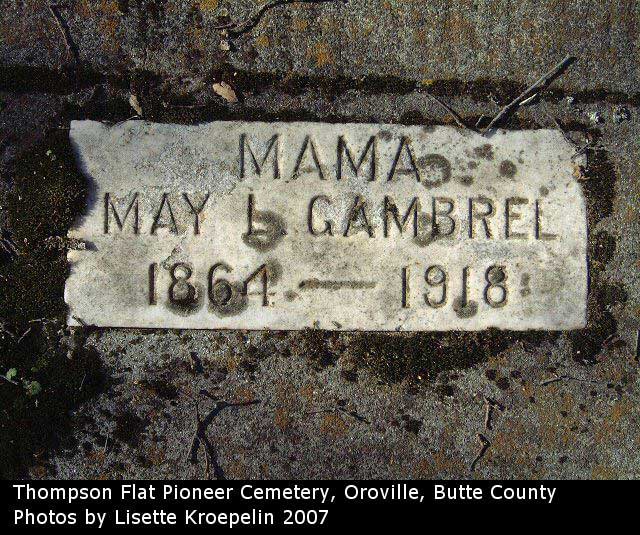 MAMA
MAY L. GAMBREL
1864 — 1918
Thompson Flat Pioneer Cemetery, Oroville, Butte County
Photos by Lisette Kroepelin 2007